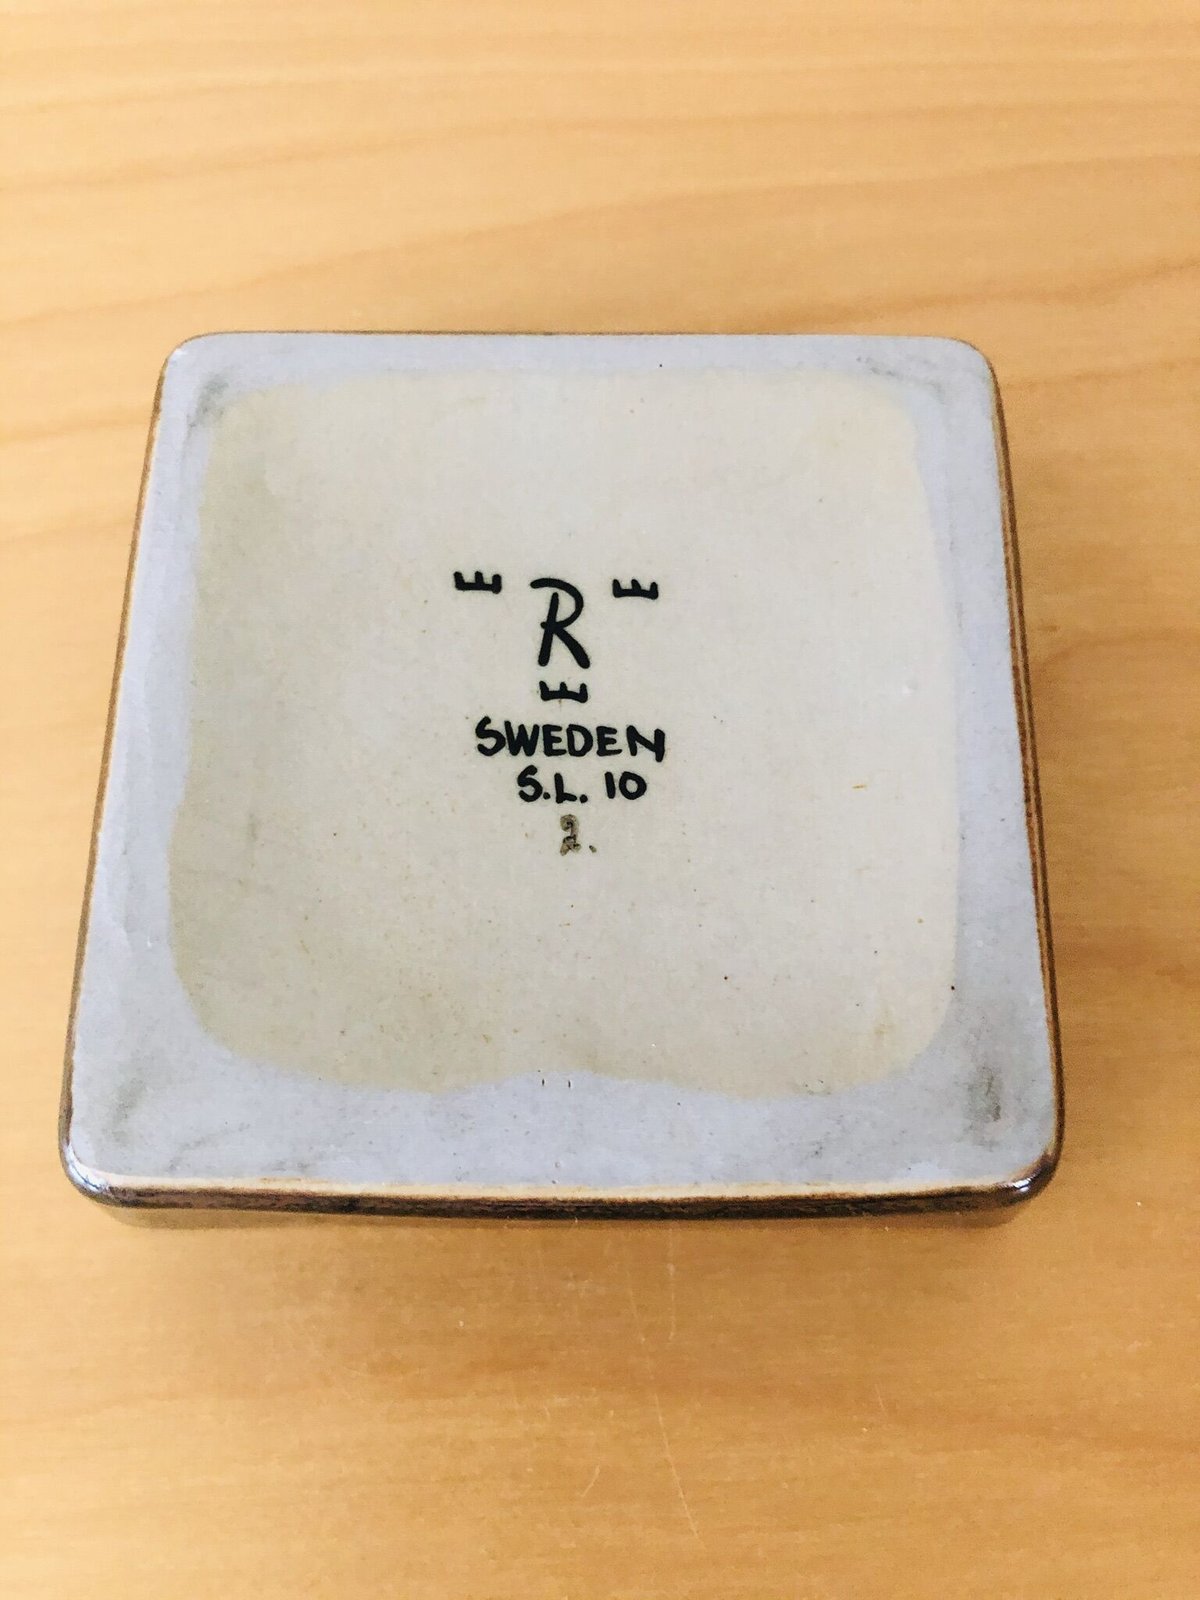 R
SWEDEN
S.L. 10
2.